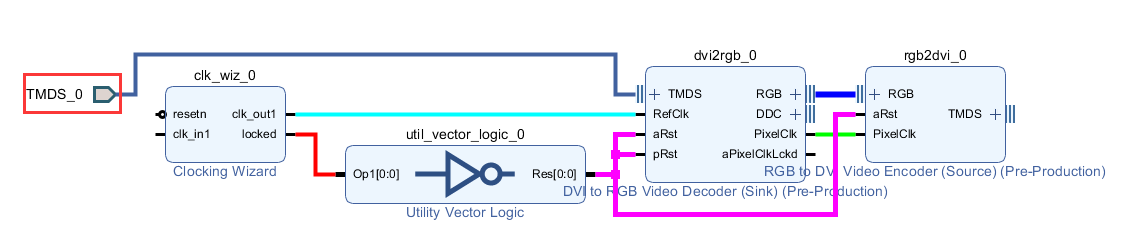 TMDS_0
clk_wiz_0
resetn
clk_in1
clk_out1
locked
Clocking Wizard
util_vector_logic_0
Op1[0:0]
Res[0:0]
Utility Vector Logic
dvi2rgb_0
TMDS
RefClk
aRst
pRst
RGB
DDC
PixelClk
aPixelClkLckd
DVI to RGB Video Decoder (Sink) (Pre-Production)
rgb2dvi_0
RGB
aRst
PixelClk
TMDS
RGB to DVI Video Encoder (Source) (Pre-Production)